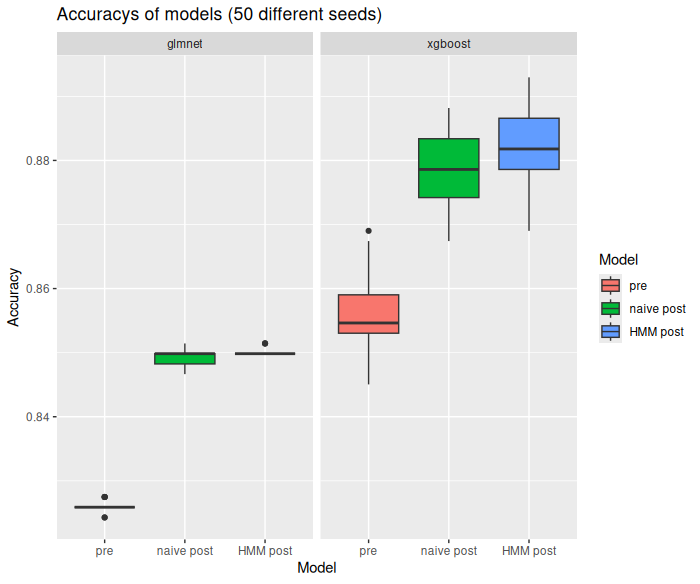 Accuracys of models (50 different seeds)
glmnet
xgboost
0.88
0.86
0.84
Accuracy
pre
naive post
HMM post
pre
naive post
HMM post
Model
Model
pre
naive post
HMM post